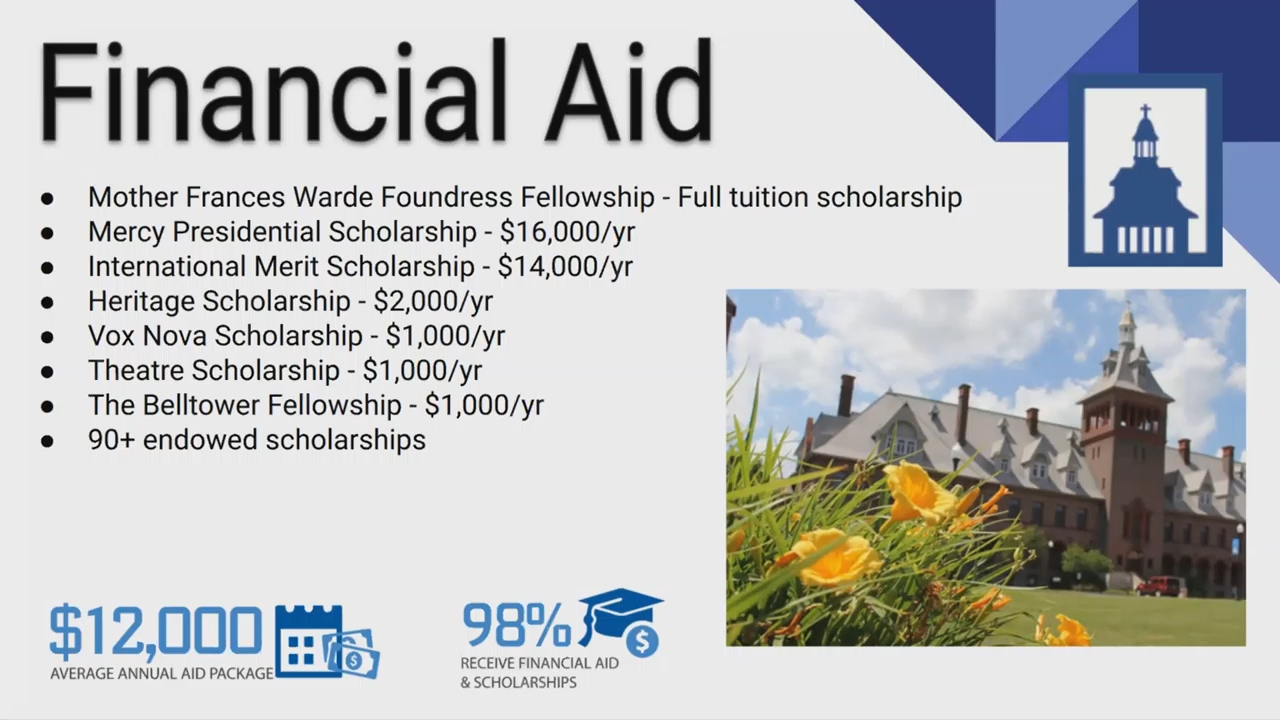 Financial Aid
● Mother Frances Warde Foundress Fellowship - Full tuition scholarship
● Mercy Presidential Scholarship - $16,000/yr
● International Merit Scholarship - $14,000/yr
● Heritage Scholarship - $2,000/yr
● Vox Nova Scholarship - $1,000/yr
● Theatre Scholarship - $1,000/yr
● The Belltower Fellowship - $1,000/yr
● 90+ endowed scholarships
$12,000
AVERAGE ANNUAL AID PACKAGE
98%
RECEIVE FINANCIAL AID
& SCHOLARSHIPS